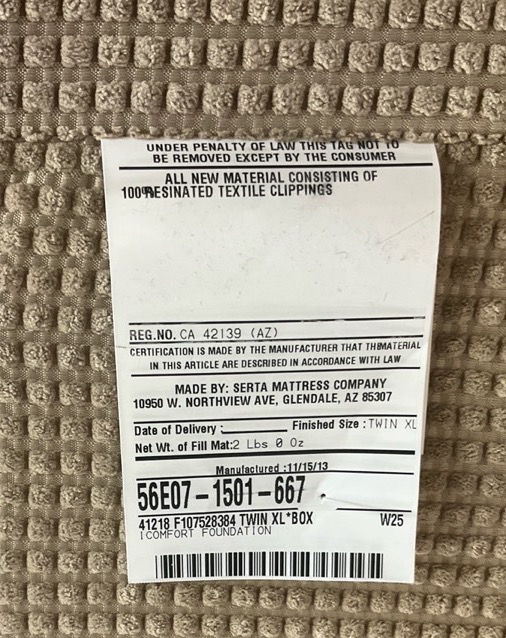 UNDER PENALTY OF LAW THIS TAG NOT TO
BE REMOVED EXCEPT BY THE CONSUMER
ALL NEW MATERIAL CONSISTING OF
100%RESINATED TEXTILE CLIPPINGS
REG.NO. CA 42139 (AZ)
CERTIFICATION IS MADE BY THE MANUFACTURER THAT THEMATERIAL
IN THIS ARTICLE ARE DESCRIBED IN ACCORDANCE WITH LAW
MADE BY: SERTA MATTRESS COMPANY
10950 W. NORTHVIEW AVE, GLENDALE, AZ 85307
Date of Delivery : Finished Size : TWIN XL
Net Wt. of Fill Mat:2 Lbs 0 Oz
Manufactured :11/15/13
56E07-1501-667
41218 F107528384 TWIN XL*BOX W25
ICOMFORT FOUNDATION